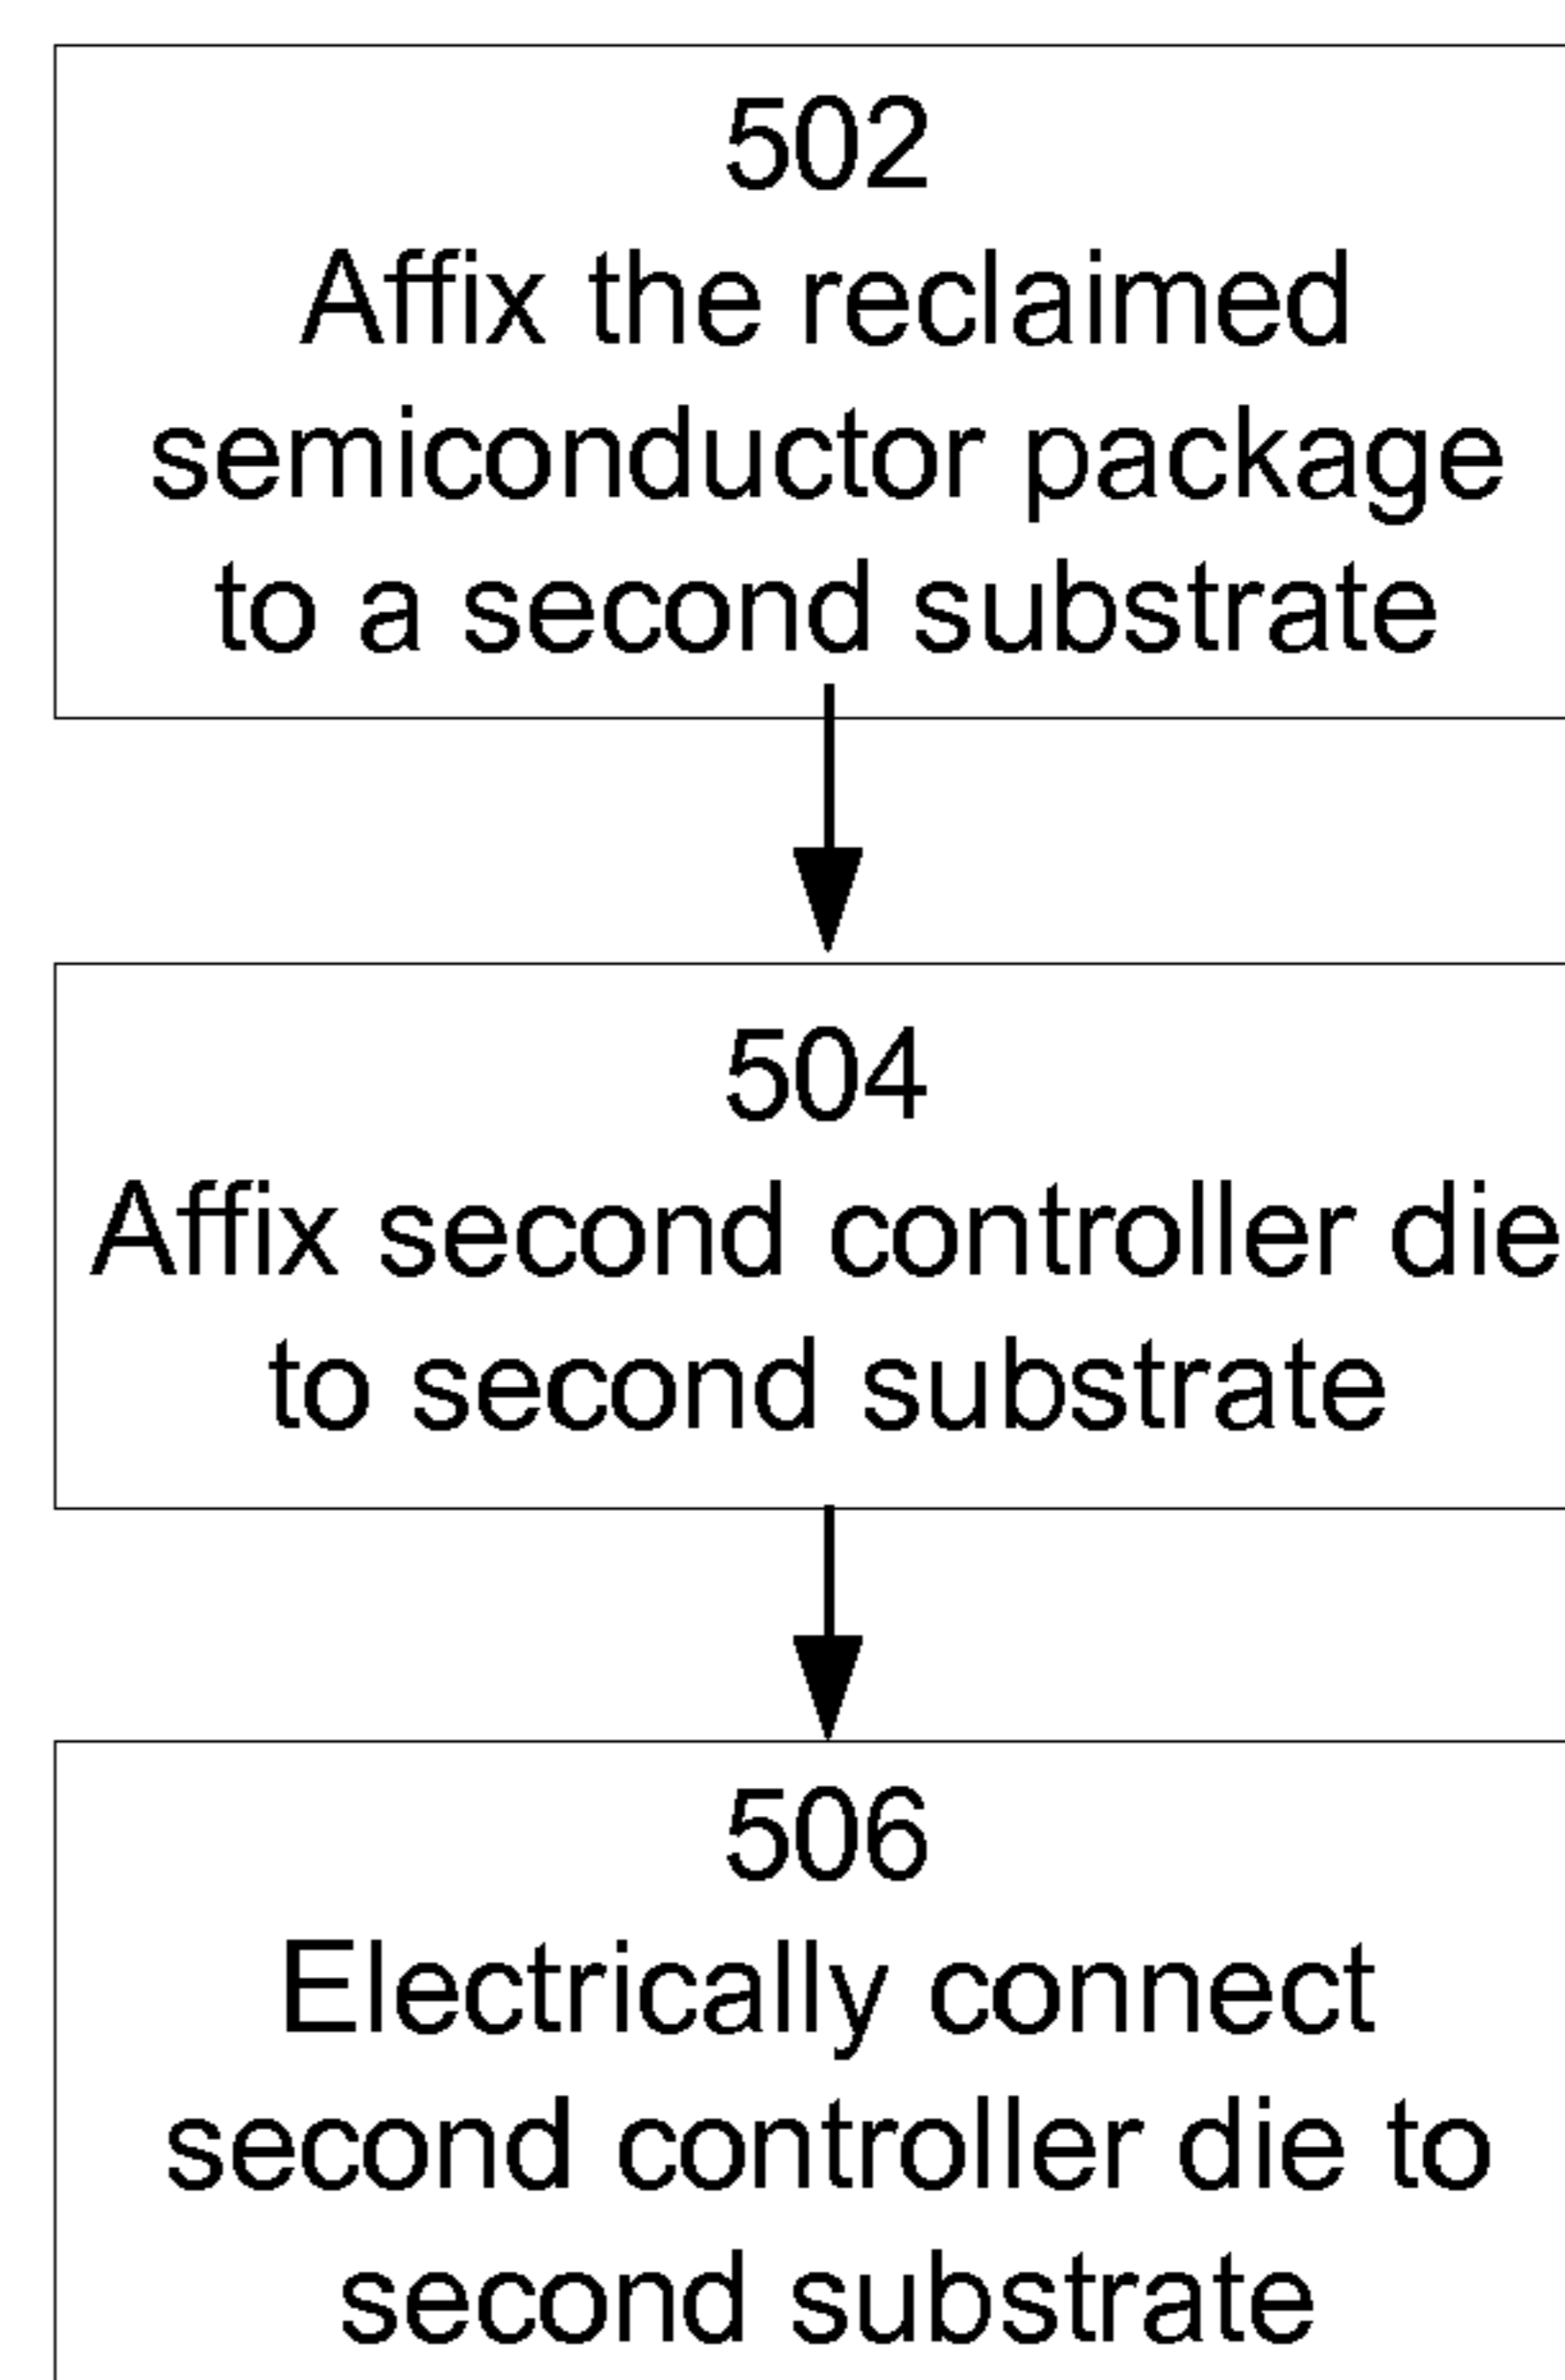 502
Affix the reclaimed
semiconductor package
to a second substrate
504
Affix second controller die
to second substrate
506
Electrically connect
second controller die to
second substrate